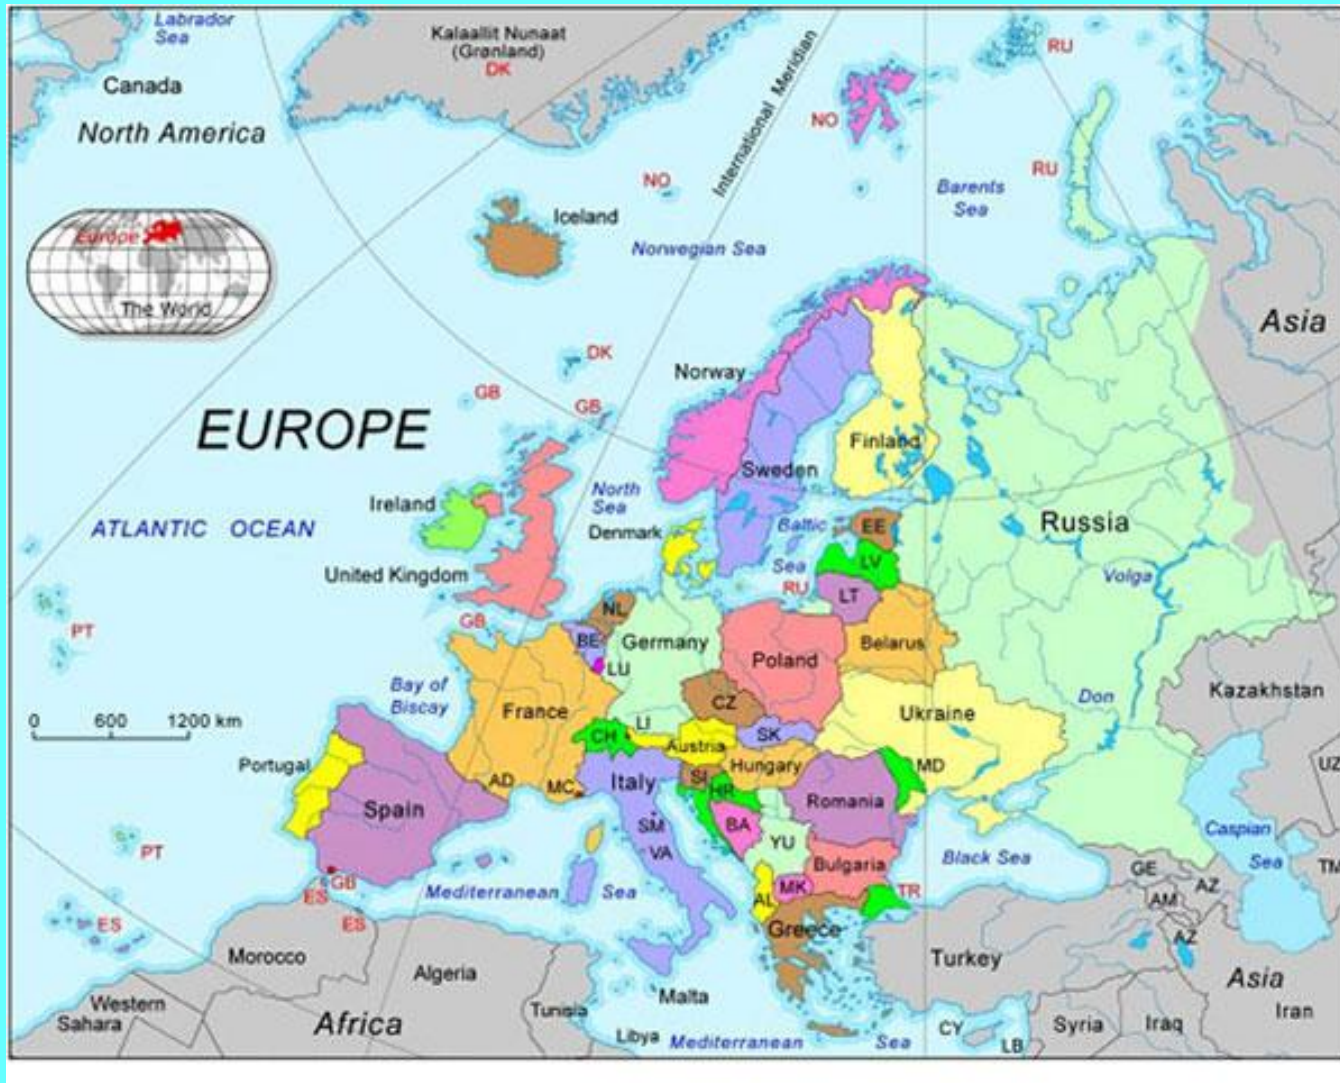 Labrador
Sea
Kalaallit Nunaat
(Grønland)
DK
Canada
North America
International Meridian
NO
RU
RU
NO
Barents
Sea
Iceland
Norwegian Sea
Europe
The World
Asia
DK
GB
GB
Norway
EUROPE
Finland
Sweden
North
Sea
Ireland
ATLANTIC OCEAN
Denmark
Baltic
Sea
EE
Russia
LV
United Kingdom
RU
LT
Volga
PT
GB
NL
BE
Germany
LU
Poland
Belarus
Bay of
Biscay
France
CZ
Ukraine
Don
Kazakhstan
0 600 1200 km
LI
CH
Austria
SK
Portugal
AD
MC
Italy
SI
Hungary
MD
UZ
HR
Romania
Spain
SM
BA
YU
VA
Caspian
Sea
PT
Bulgaria
Black Sea
GE
AZ
TM
GB
ES
Mediterranean
Sea
MK
AL
TR
AM
ES
ES
Greece
AZ
Morocco
Algeria
Turkey
Asia
Western
Sahara
Africa
Tunisia
Malta
Libya
Mediterranean
Sea
CY
LB
Syria
Iraq
Iran